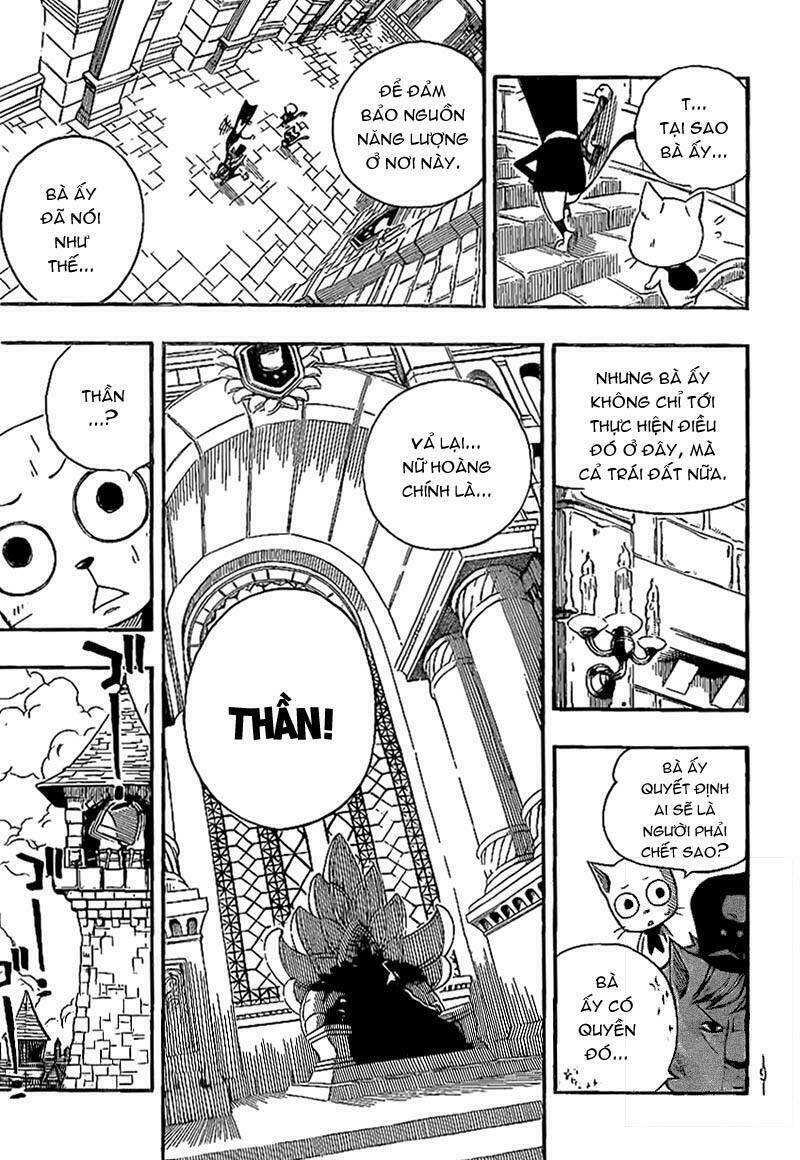 T...
TẠI SAO
BÀ ẤY...
ĐỂ ĐẢM
BẢO NGUỒN
NĂNG LƯỢNG
Ở NƠI NÀY.
BÀ ẤY
ĐÃ NÓI
NHƯ
THẾ...
NHƯNG BÀ ẤY
KHÔNG CHỈ TỚI
THỰC HIỆN ĐIỀU
ĐÓ Ở ĐÂY, MÀ
CẢ TRÁI ĐẤT NỮA.
BÀ ẤY
QUYẾT ĐỊNH
AI SẼ LÀ
NGƯỜI PHẢI
CHẾT SAO?
BÀ
ẤY CÓ
QUYỀN
ĐÓ...
VẢ LẠI...
NỮ HOÀNG
CHÍNH LÀ...
THẦN!
THẦN
...?